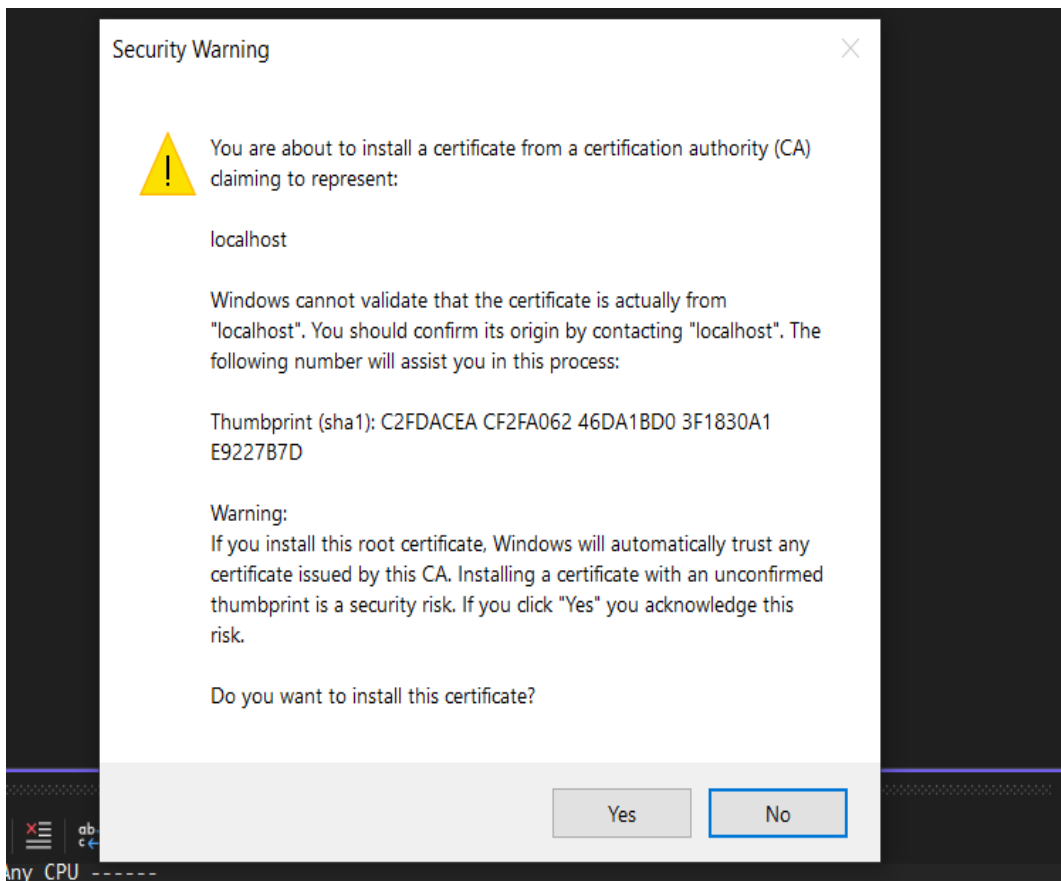 Security Warning
You are about to install a certificate from a certification authority (CA)
claiming to represent:
localhost
Windows cannot validate that the certificate is actually from
"localhost". You should confirm its origin by contacting "localhost". The
following number will assist you in this process:
Thumbprint (sha1): C2FDACEA CF2FA062 46DA1BD0 3F1830A1
E9227B7D
Warning:
If you install this root certificate, Windows will automatically trust any
certificate issued by this CA. Installing a certificate with an unconfirmed
thumbprint is a security risk. If you click "Yes" you acknowledge this
risk.
Do you want to install this certificate?
Yes No
ab
c
Any CPU ------